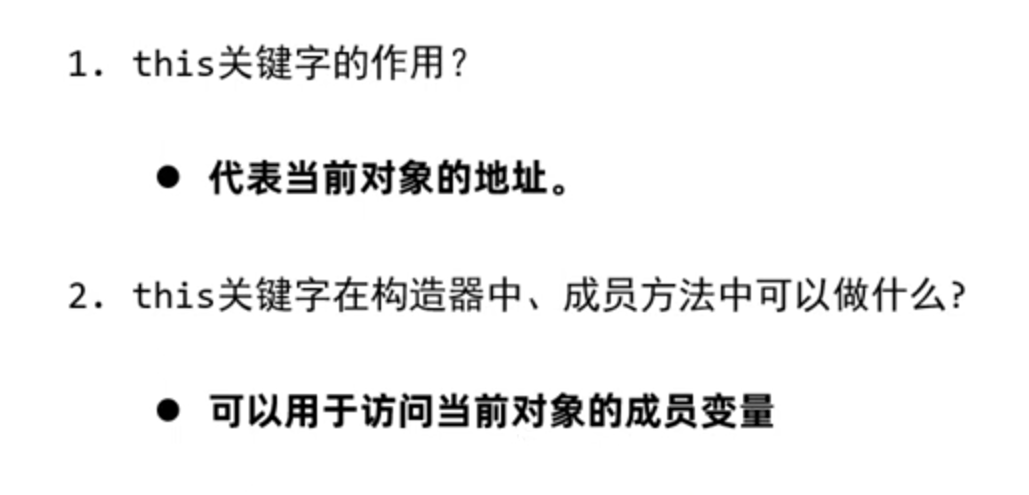 1. this关键字的作用？
● 代表当前对象的地址。
2. this关键字在构造器中、成员方法中可以做什么?
● 可以用于访问当前对象的成员变量